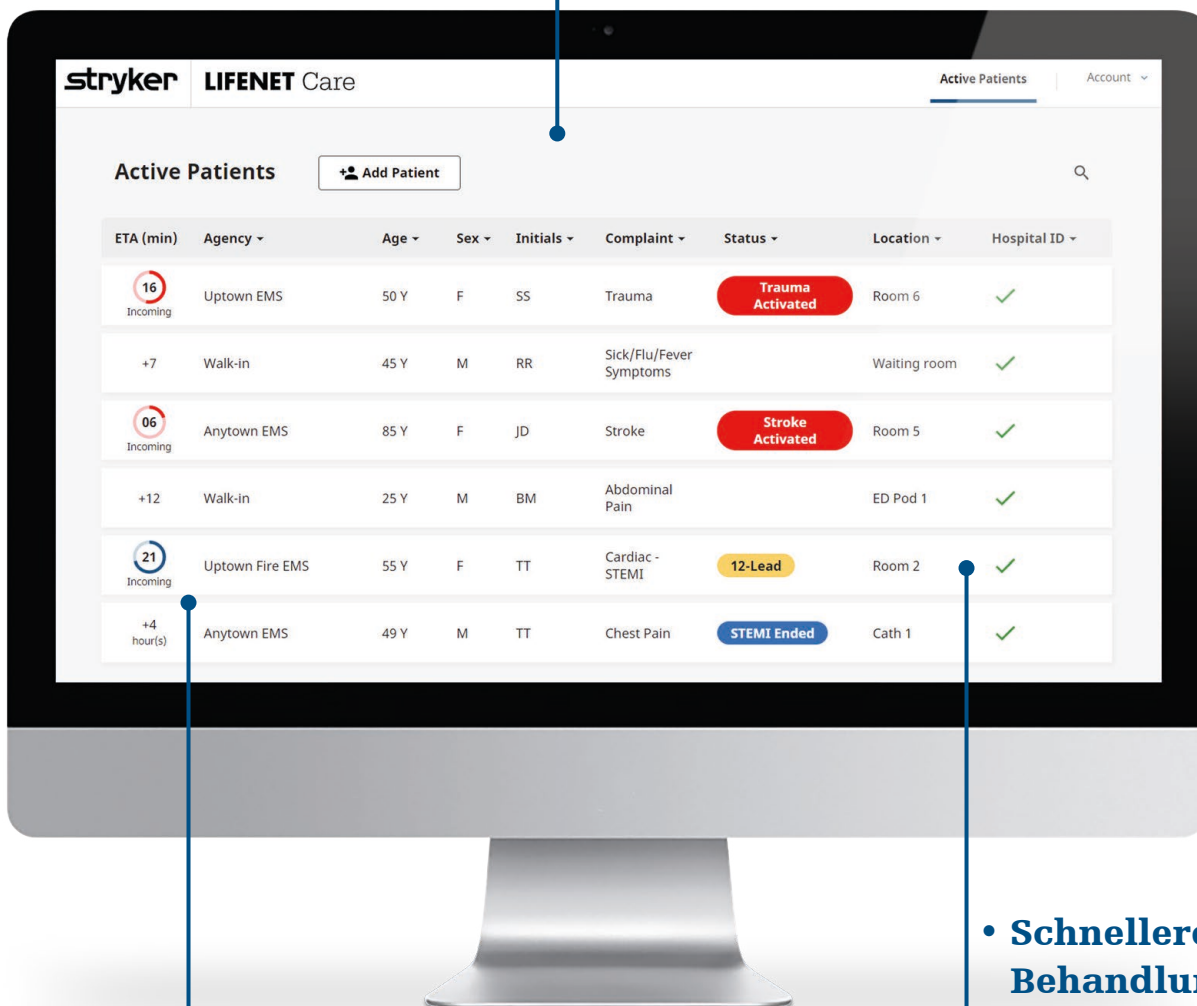 stryker LIFENET Care Active Patients Account
Active Patients Add Patient
ETA (min) Agency Age Sex Initials Complaint Status Location Hospital ID
16 Incoming Uptown EMS 50 Y F SS Trauma Trauma Activated Room 6
+7 Walk-in 45 Y M RR Sick/Flu/Fever Symptoms Waiting room
06 Incoming Anytown EMS 85 Y F JD Stroke Stroke Activated Room 5
+12 Walk-in 25 Y M BM Abdominal Pain ED Pod 1
21 Incoming Uptown Fire EMS 55 Y F TT Cardiac - STEMI 12-Lead Room 2
+4 hour(s) Anytown EMS 49 Y M TT Chest Pain STEMI Ended Cath 1
• Schnellere